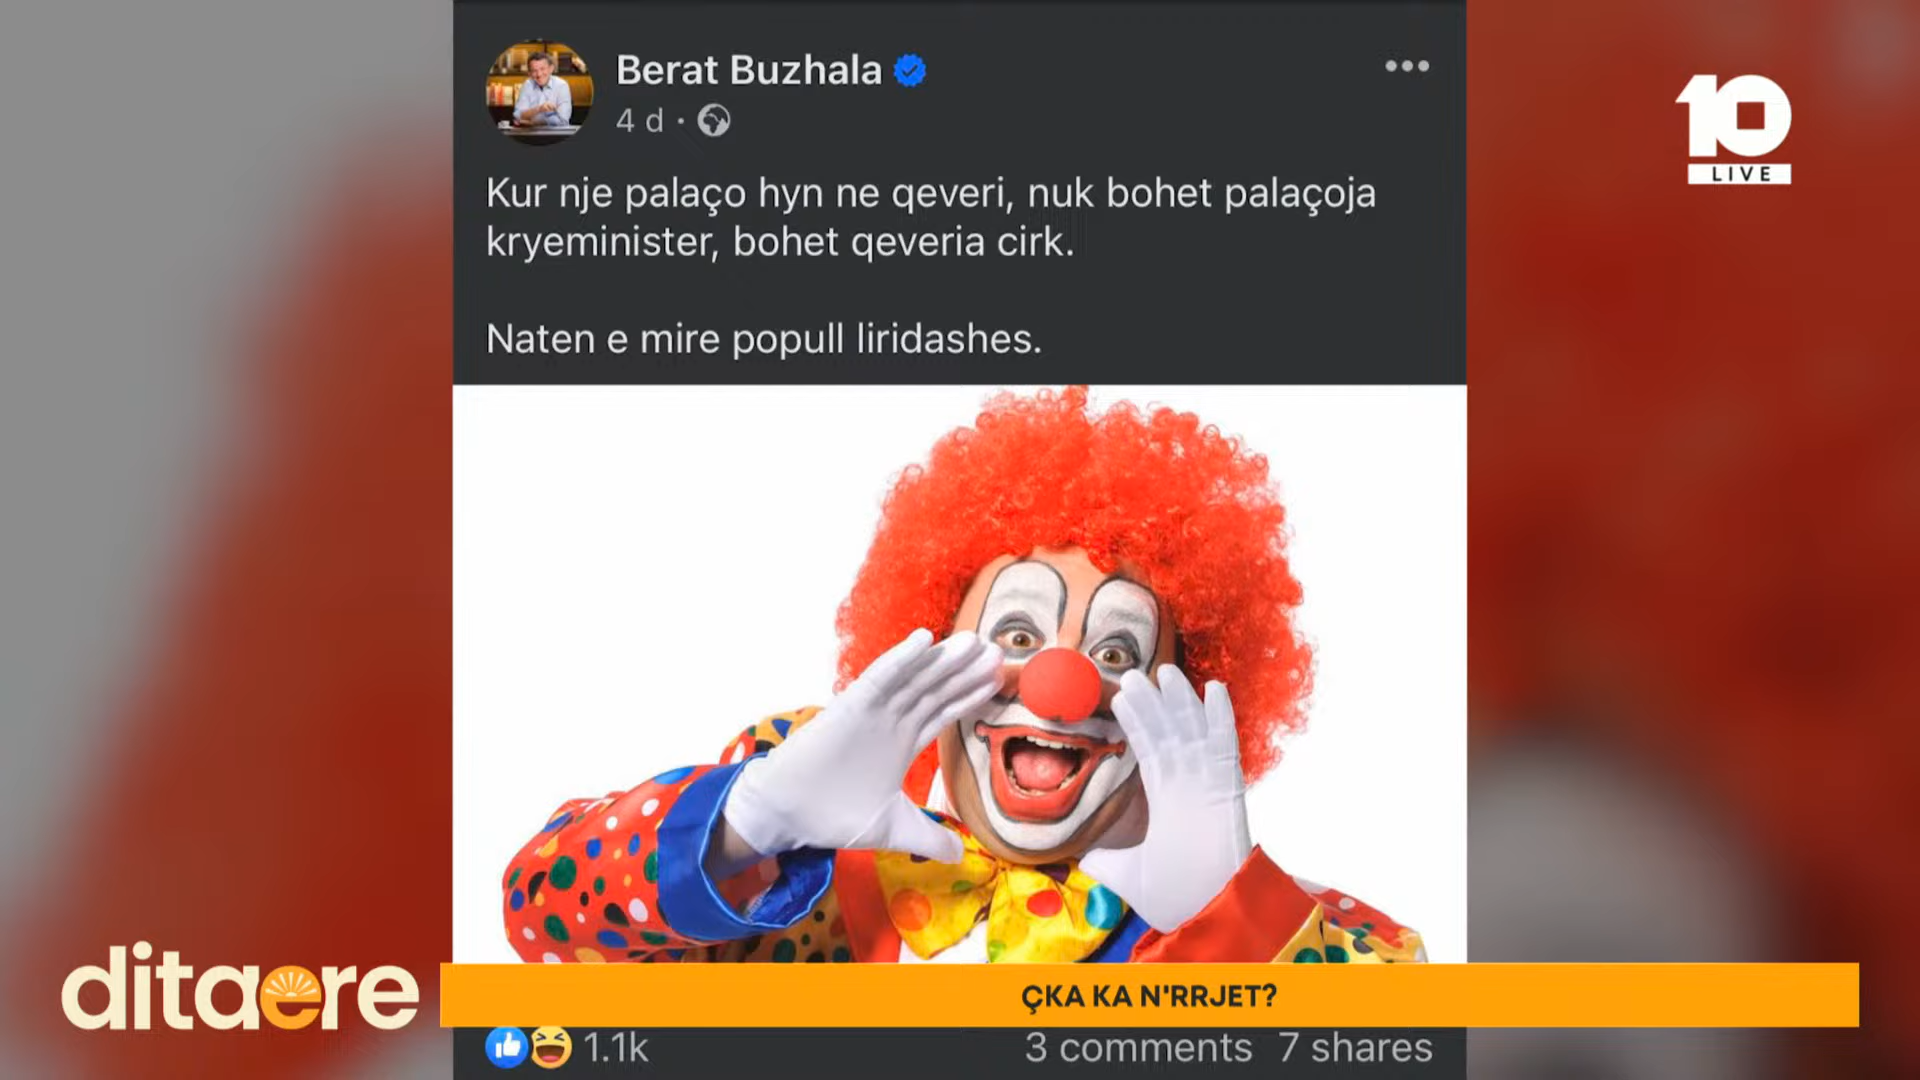 Berat Buzhala
4 d ·
Kur nje palaço hyn ne qeveri, nuk bohet palaçoja
kryeminister, bohet qeveria cirk.
Naten e mire popull liridashes.
10
LIVE
ditaere
ÇKA KA N'RRJET?
1.1k
3 comments 7 shares